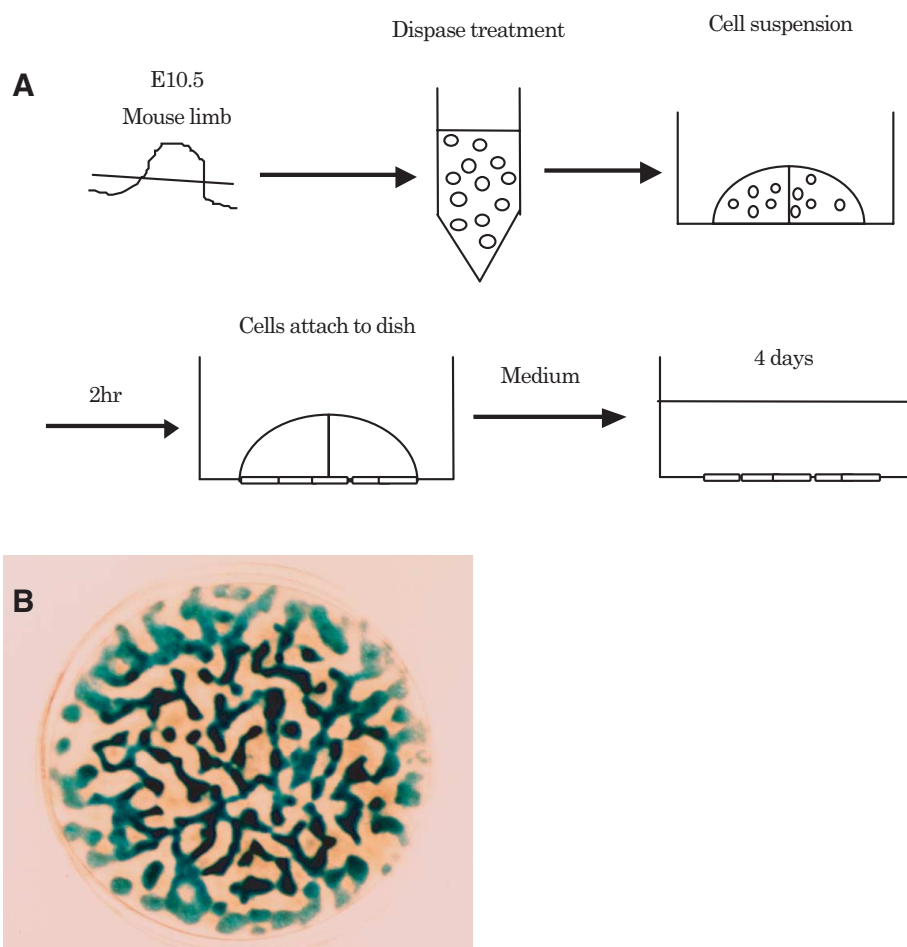 Dispase treatment
Cell suspension
A
E10.5
Mouse limb
Cells attach to dish
2hr
Medium
4 days
B